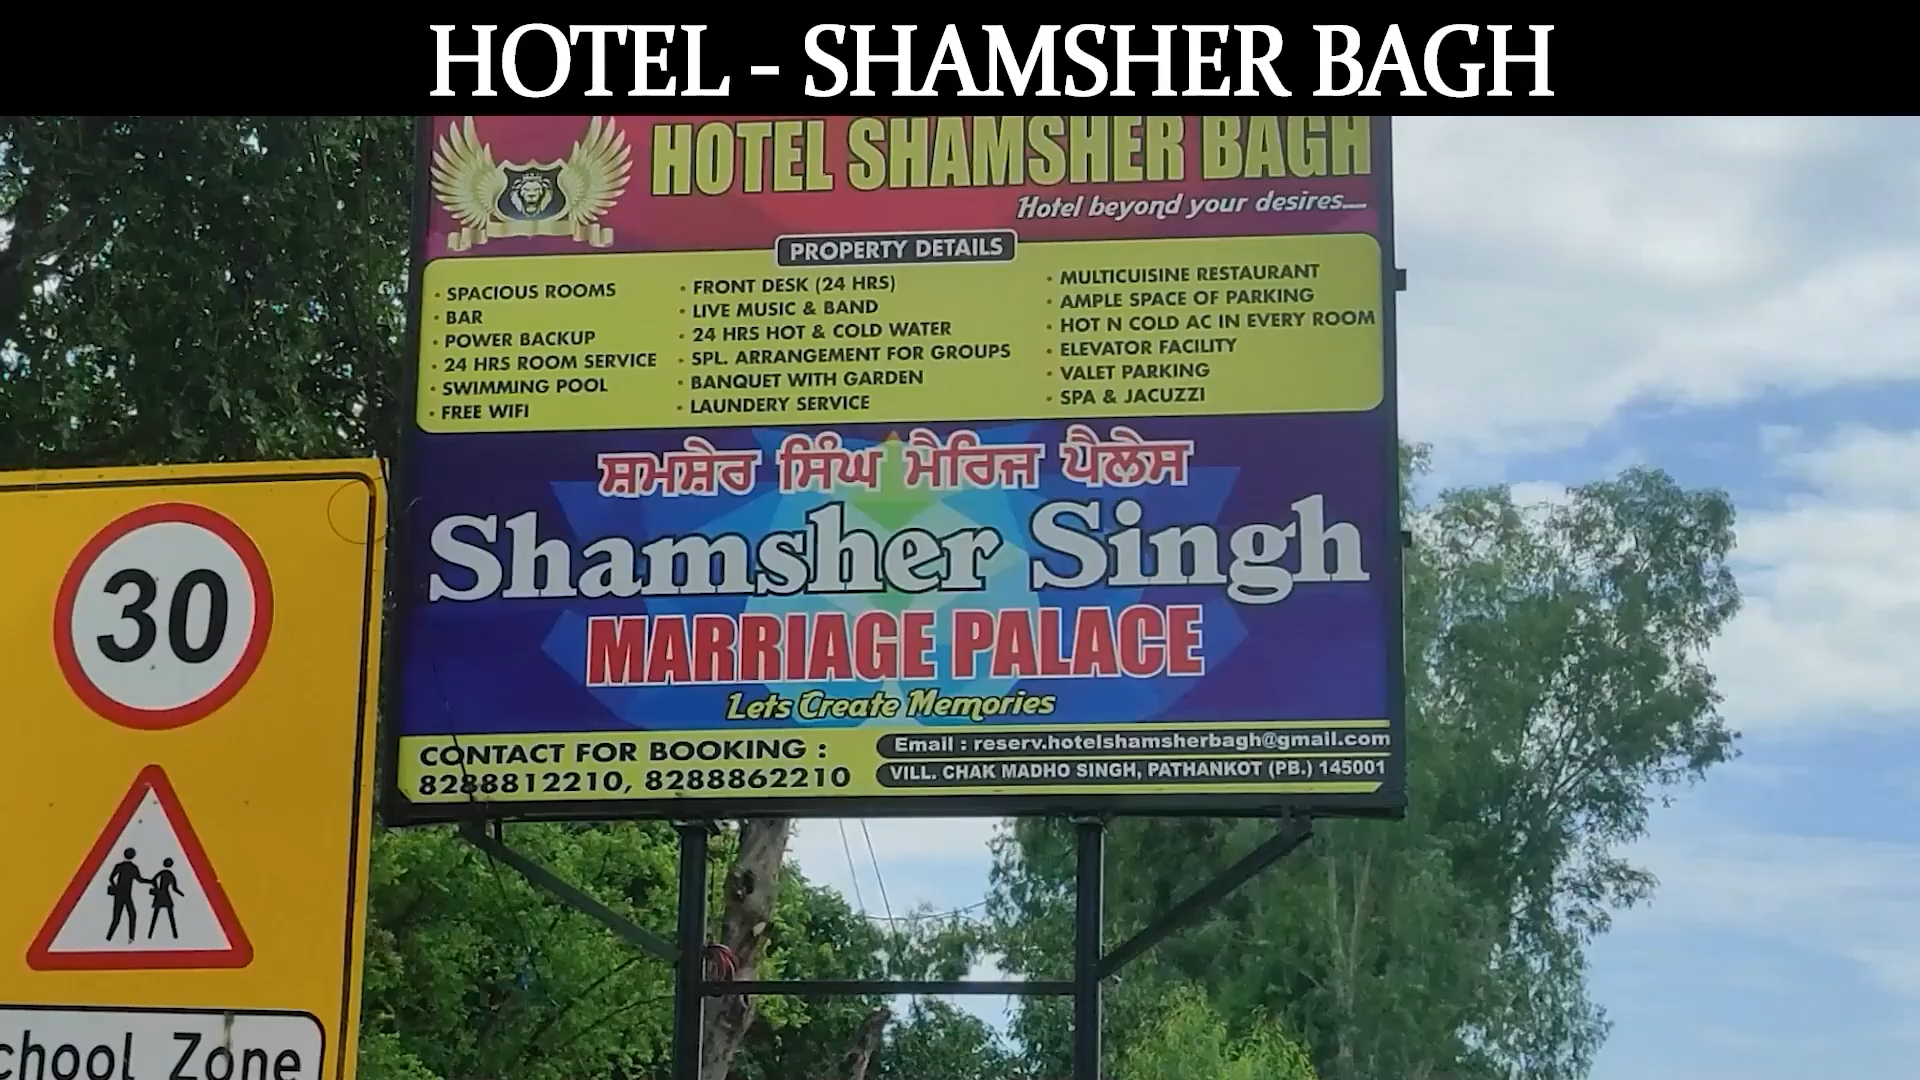 HOTEL - SHAMSHER BAGH
HOTEL SHAMSHER BAGH
Hotel beyond your desires....
PROPERTY DETAILS
• SPACIOUS ROOMS
• BAR
• POWER BACKUP
• 24 HRS ROOM SERVICE
• SWIMMING POOL
• FREE WIFI
• FRONT DESK (24 HRS)
• LIVE MUSIC & BAND
• 24 HRS HOT & COLD WATER
• SPL. ARRANGEMENT FOR GROUPS
• BANQUET WITH GARDEN
• LAUNDERY SERVICE
• MULTICUISINE RESTAURANT
• AMPLE SPACE OF PARKING
• HOT N COLD AC IN EVERY ROOM
• ELEVATOR FACILITY
• VALET PARKING
• SPA & JACUZZI
ਸ਼ਮਸ਼ੇਰ ਸਿੰਘ ਮੈਰਿਜ ਪੈਲੇਸ
Shamsher Singh
MARRIAGE PALACE
Lets Create Memories
CONTACT FOR BOOKING :
8288812210, 8288862210
Email : reserv.hotelshamsherbagh@gmail.com
VILL. CHAK MADHO SINGH, PATHANKOT (PB.) 145001
30
chool Zone